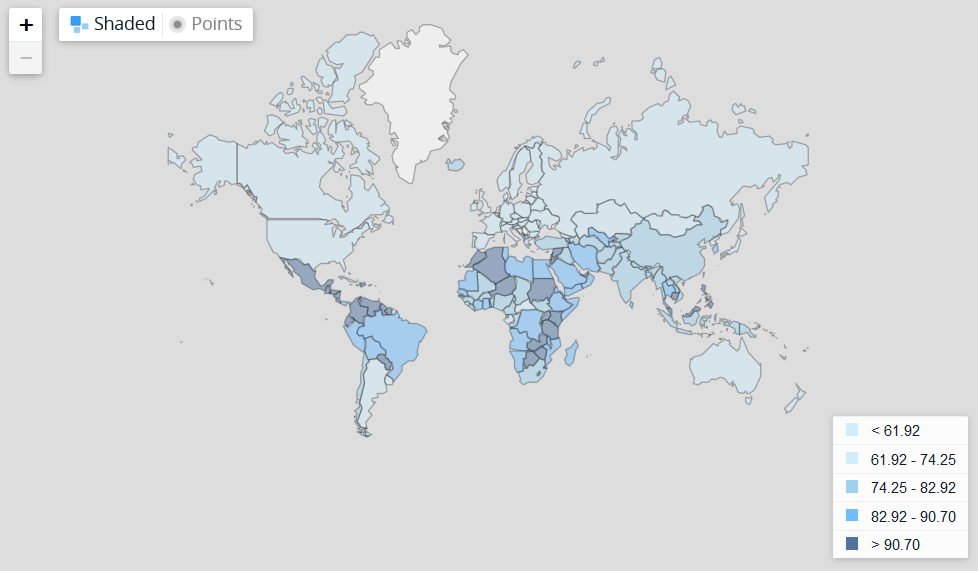 +
Shaded
Points
−
< 61.92
61.92 - 74.25
74.25 - 82.92
82.92 - 90.70
> 90.70